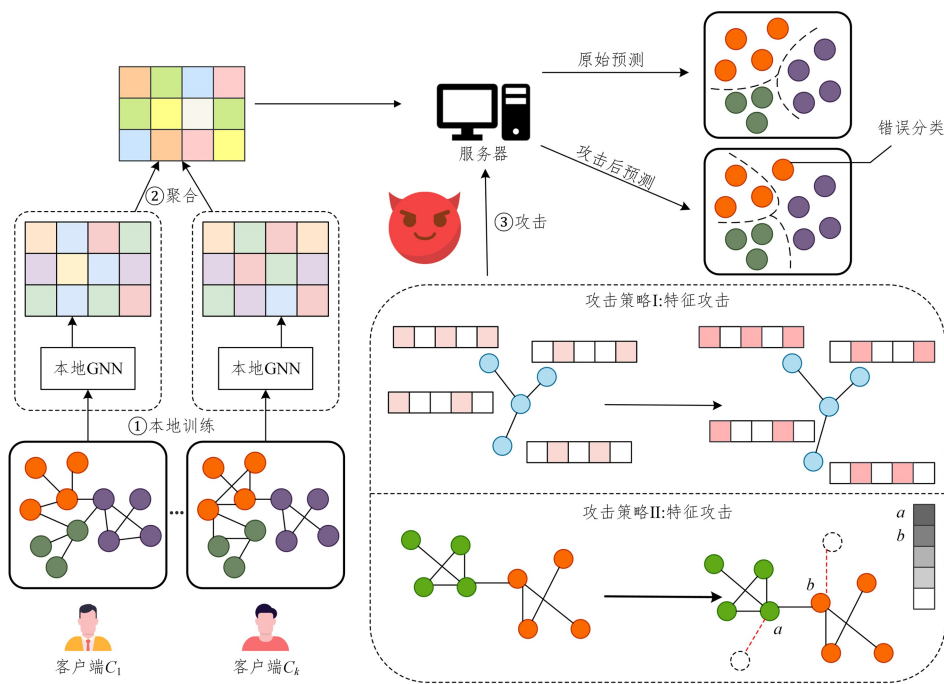 原始预测
错误分类
服务器
攻击后预测
②聚合
③攻击
攻击策略I:特征攻击
本地GNN
本地GNN
①本地训练
...
攻击策略II:特征攻击
a
b
b
a
客户端C1
客户端Ck